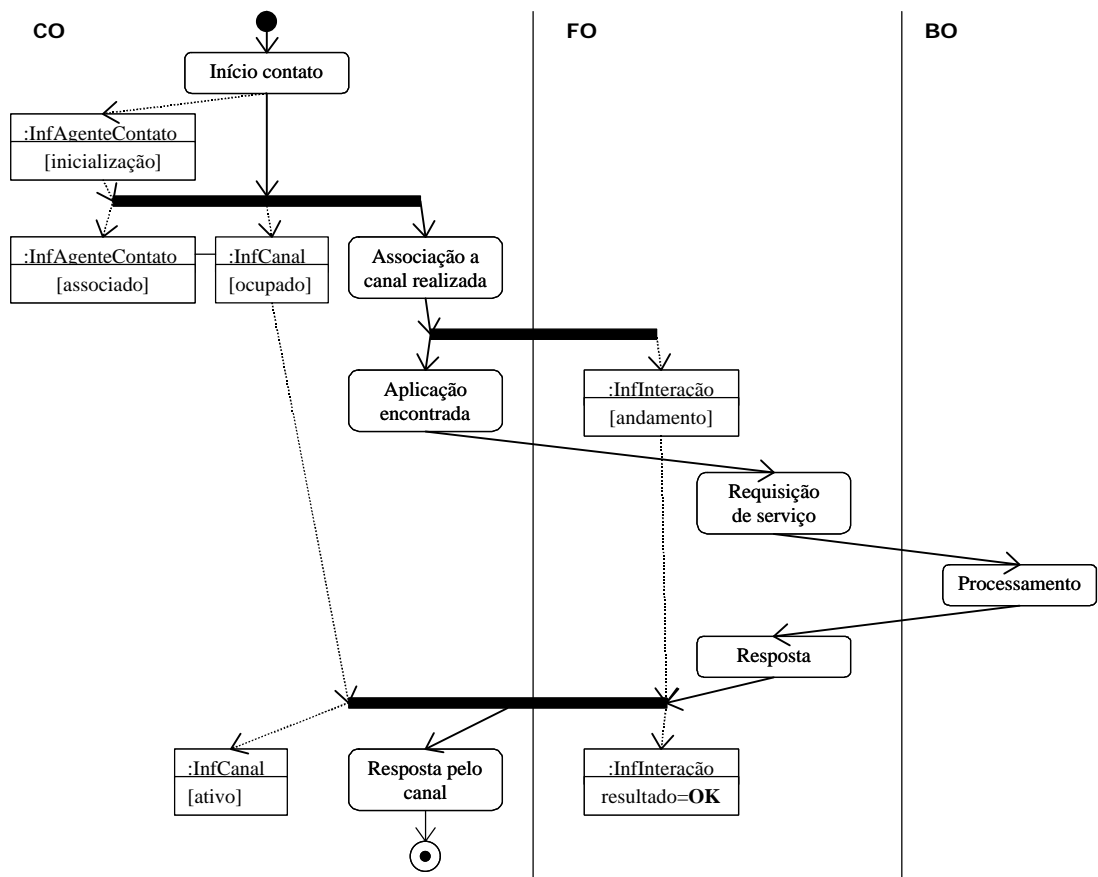 CO
FO
BO
Início contato
:InfAgenteContato
[inicialização]
:InfAgenteContato
[associado]
:InfCanal
[ocupado]
Associação a
canal realizada
Aplicação
encontrada
:InfInteração
[andamento]
Requisição
de serviço
Processamento
Resposta
:InfCanal
[ativo]
Resposta pelo
canal
:InfInteração
resultado=OK